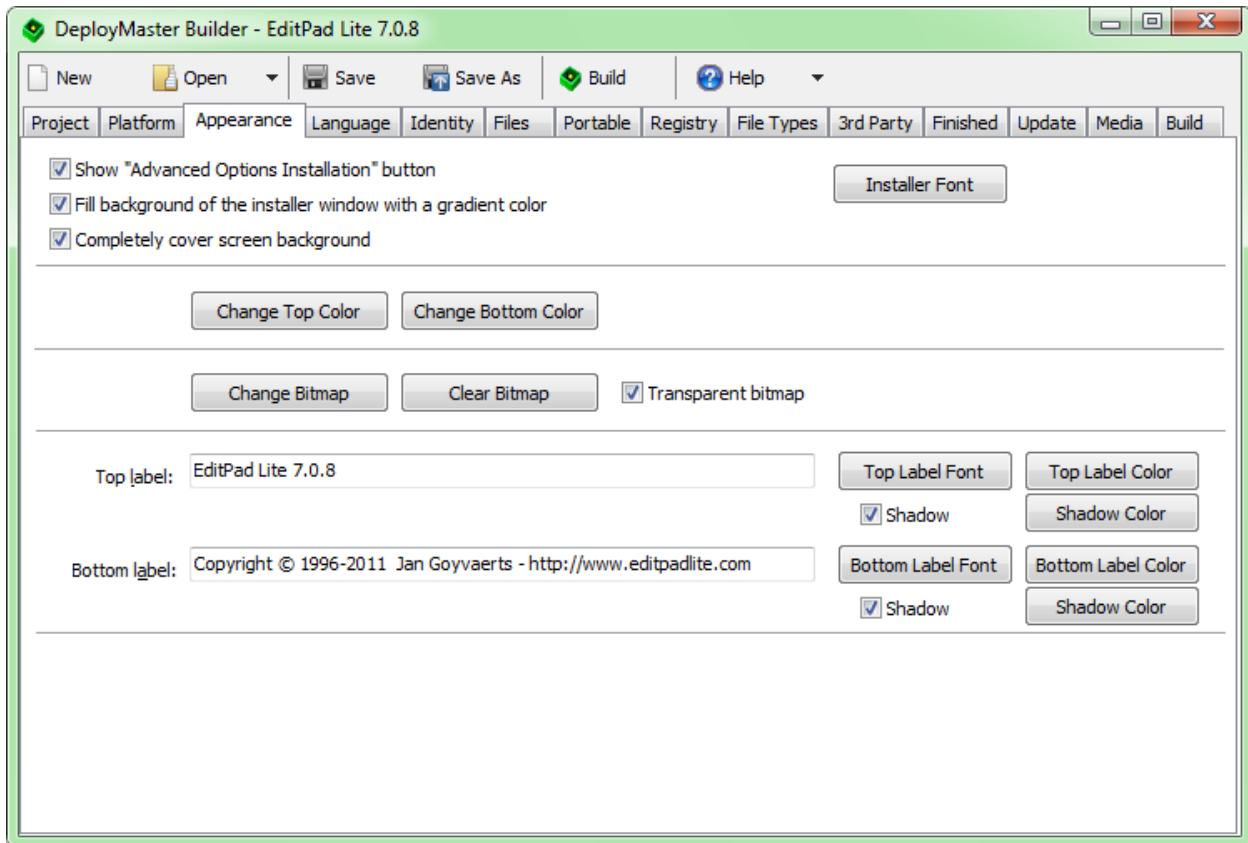 DeployMaster Builder - EditPad Lite 7.0.8
New Open Save Save As Build Help
Project Platform Appearance Language Identity Files Portable Registry File Types 3rd Party Finished Update Media Build
Show "Advanced Options Installation" button
Installer Font
Fill background of the installer window with a gradient color
Completely cover screen background
Change Top Color Change Bottom Color
Change Bitmap Clear Bitmap Transparent bitmap
Top label: EditPad Lite 7.0.8 Top Label Font Top Label Color
Shadow Shadow Color
Bottom label: Copyright © 1996-2011 Jan Goyvaerts - http://www.editpadlite.com Bottom Label Font Bottom Label Color
Shadow Shadow Color